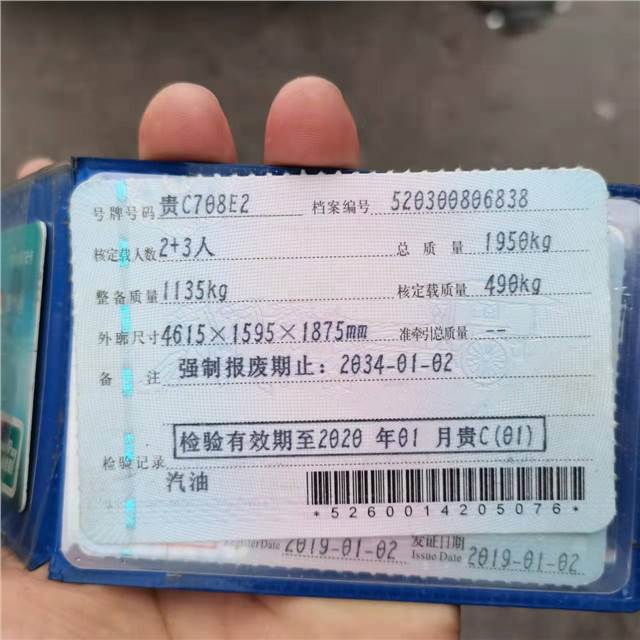 号牌号码 贵C708E2 档案编号 520300806838
核定载人数 2+3人 总质量 1950kg
整备质量 1135kg 核定载质量 490kg
外廓尺寸 4615×1595×1875mm 准牵引总质量 --
备注 强制报废期止：2034-01-02
检验有效期至2020 年01 月贵C(01)
检验记录
汽油
*5260014205076*
Register Date 2019-01-02 发证日期 Issue Date 2019-01-02